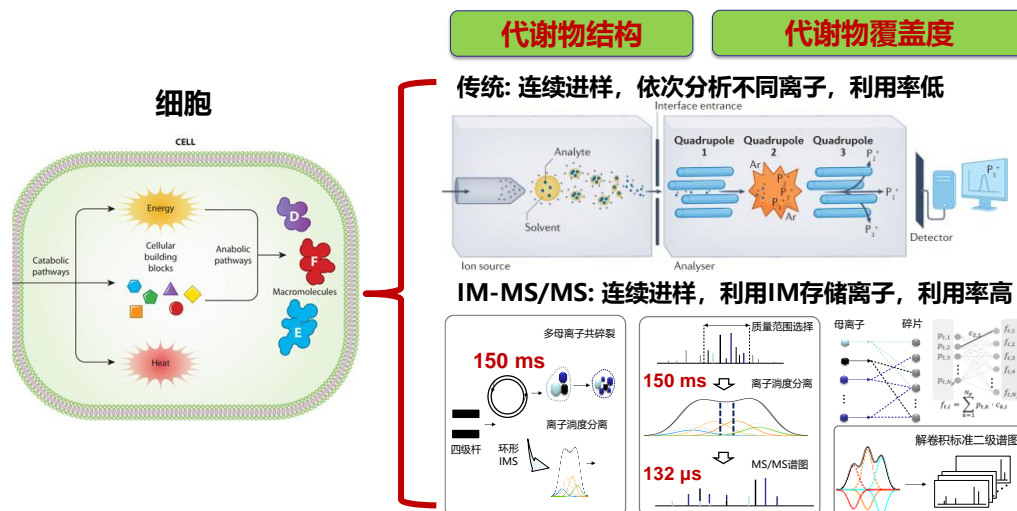 代谢物结构
代谢物覆盖度
细胞
CELL
Energy
Catabolic
pathways
Cellular
building
blocks
Anabolic
pathways
D
F
Macromolecules
E
Heat
传统: 连续进样，依次分析不同离子，利用率低
Interface entrance
Analyte
Solvent
Ion source
Quadrupole
1
Quadrupole
2
Quadrupole
3
Ar
Ar
Analyser
Detector
IM-MS/MS: 连续进样，利用IM存储离子，利用率高
多母离子共碎裂
150 ms
离子淌度分离
四级杆
环形
IMS
质量范围选择
150 ms
离子淌度分离
132 μs
MS/MS谱图
母离子
碎片
解卷积标准二级谱图